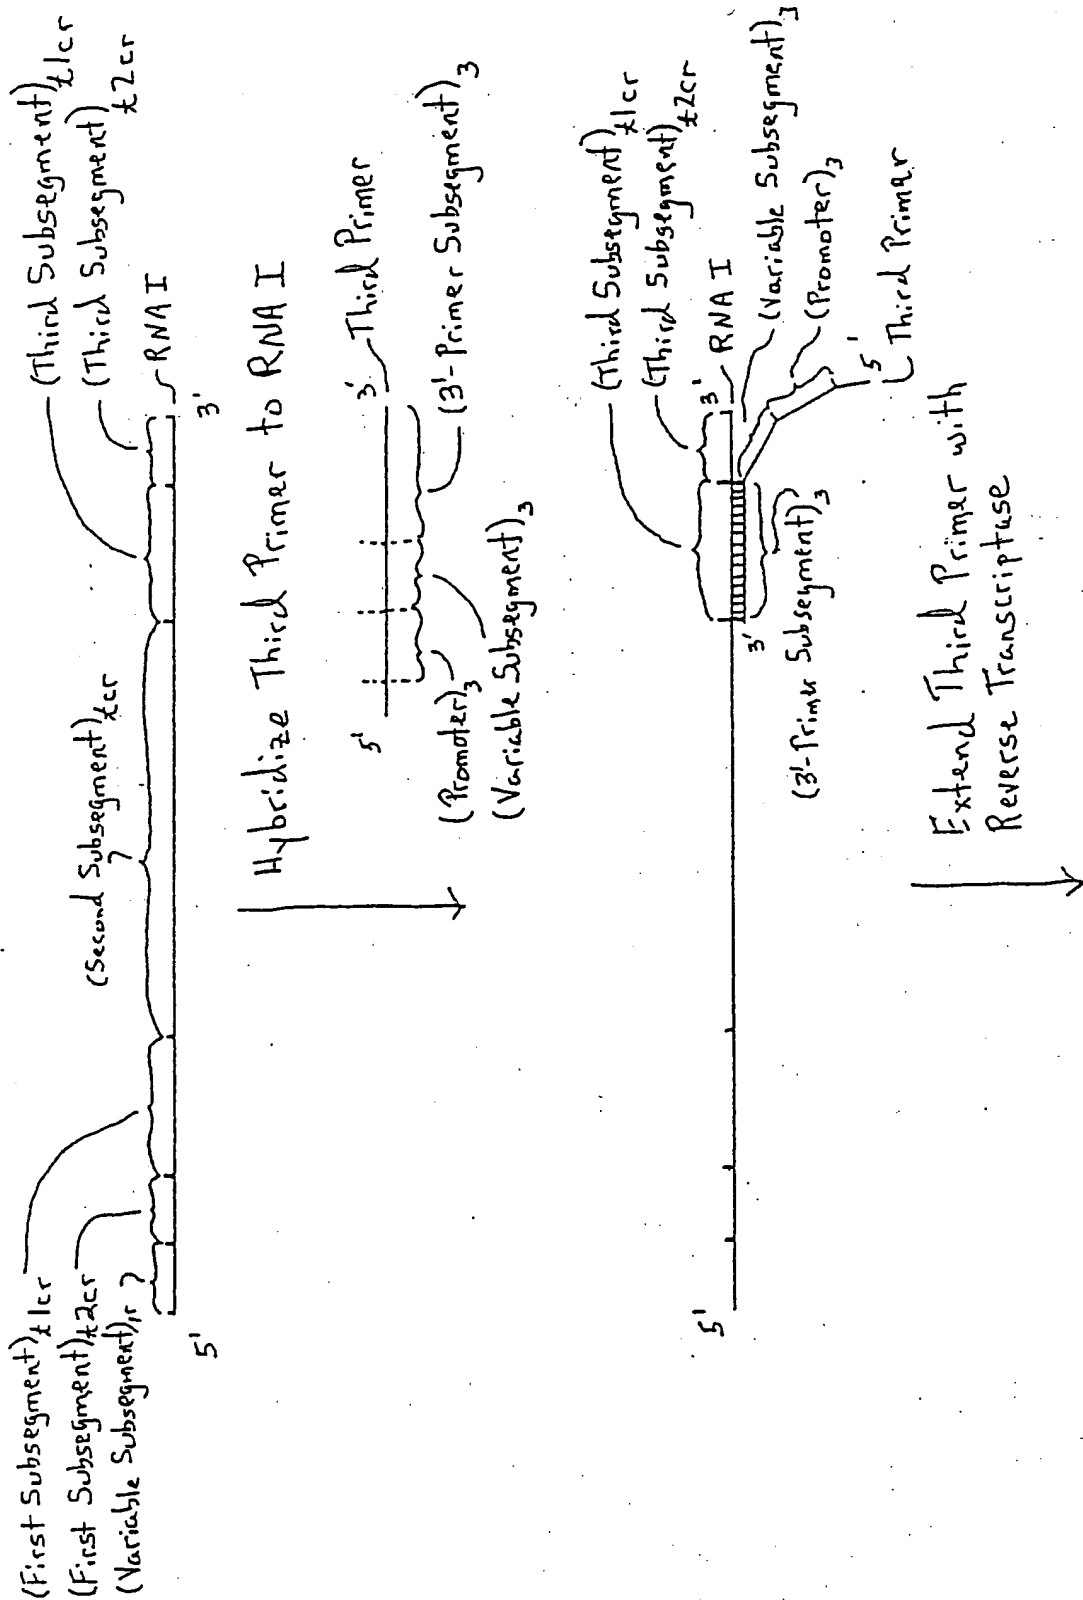 (First Subsegment)t1cr
(First Subsegment)t2cr
(Variable Subsegment)1r
(Second Subsegment)tcr
(Third Subsegment)t1cr
(Third Subsegment)t2cr
RNA I
5'
3'
Hybridize Third Primer to RNA I
5'
3'
Third Primer
(Promoter)3
(Variable Subsegment)3
(3'-Primer Subsegment)3
(Third Subsegment)t1cr
(Third Subsegment)t2cr
5'
3'
RNA I
(Variable Subsegment)3
(Promoter)3
3'
5'
Third Primer
(3'-Primer Subsegment)3
Extend Third Primer with
Reverse Transcriptase